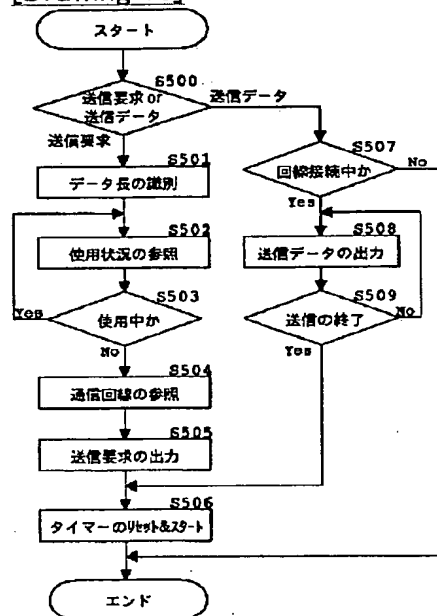 スタート
S500
送信要求 or
送信データ
送信データ
送信要求
S501
データ長の識別
S502
使用状況の参照
S503
使用中か
Yes
No
S504
通信回線の参照
S505
送信要求の出力
S506
タイマーのリセット&スタート
エンド
S507
回線接続中か
No
Yes
S508
送信データの出力
S509
送信の終了
No
Yes